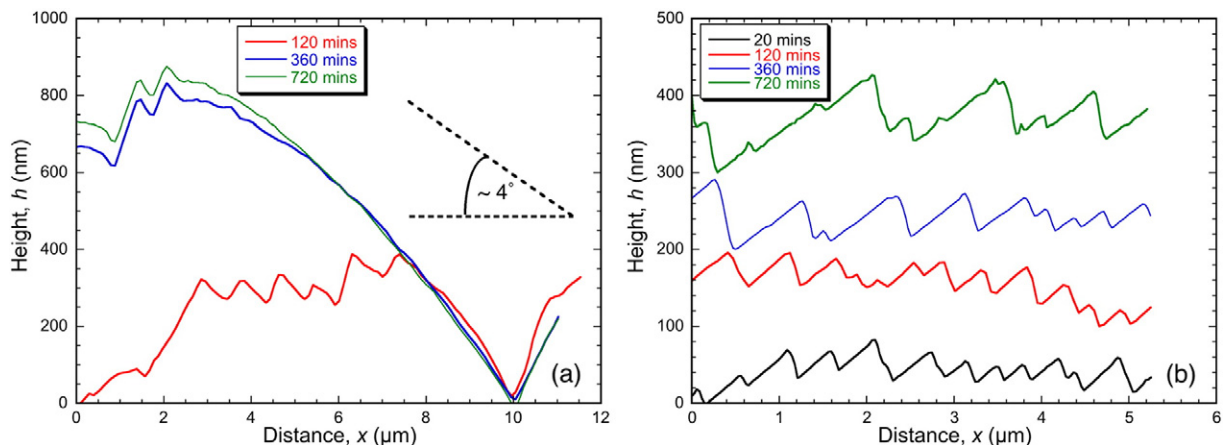 1000
800
600
400
200
0
Height, h (nm)
120 mins
360 mins
720 mins
~ 4°
(a)
0 2 4 6 8 10 12
Distance, x (µm)
500
400
300
200
100
0
Height, h (nm)
20 mins
120 mins
360 mins
720 mins
(b)
0 1 2 3 4 5 6
Distance, x (µm)